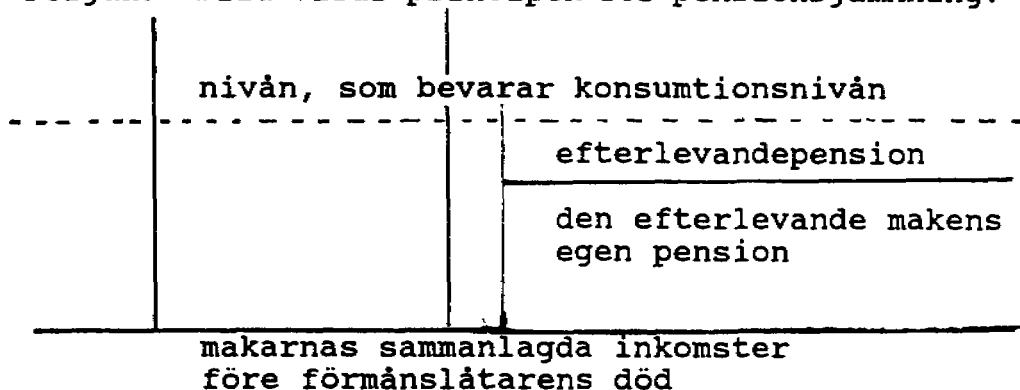 nivån, som bevarar konsumtionsnivån
efterlevandepension
den efterlevande makens
egen pension
makarnas sammanlagda inkomster
före förmånslåtarens död